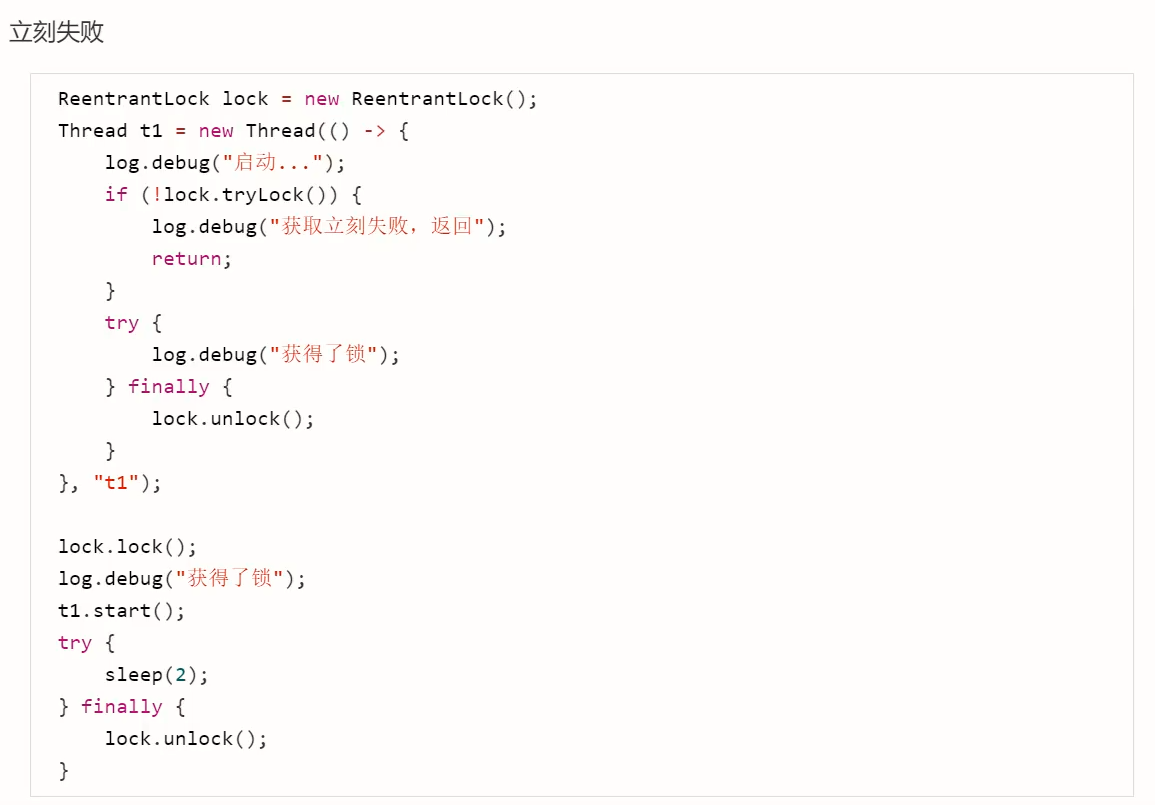 立刻失败
ReentrantLock lock = new ReentrantLock();
Thread t1 = new Thread(() -> {
    log.debug("启动...");
    if (!lock.tryLock()) {
        log.debug("获取立刻失败，返回");
        return;
    }
    try {
        log.debug("获得了锁");
    } finally {
        lock.unlock();
    }
}, "t1");

lock.lock();
log.debug("获得了锁");
t1.start();
try {
    sleep(2);
} finally {
    lock.unlock();
}